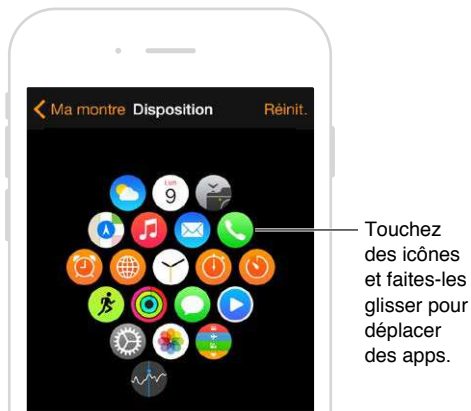 Ma montre Disposition Réinit.
LUN
9
Touchez
des icônes
et faites-les
glisser pour
déplacer
des apps.